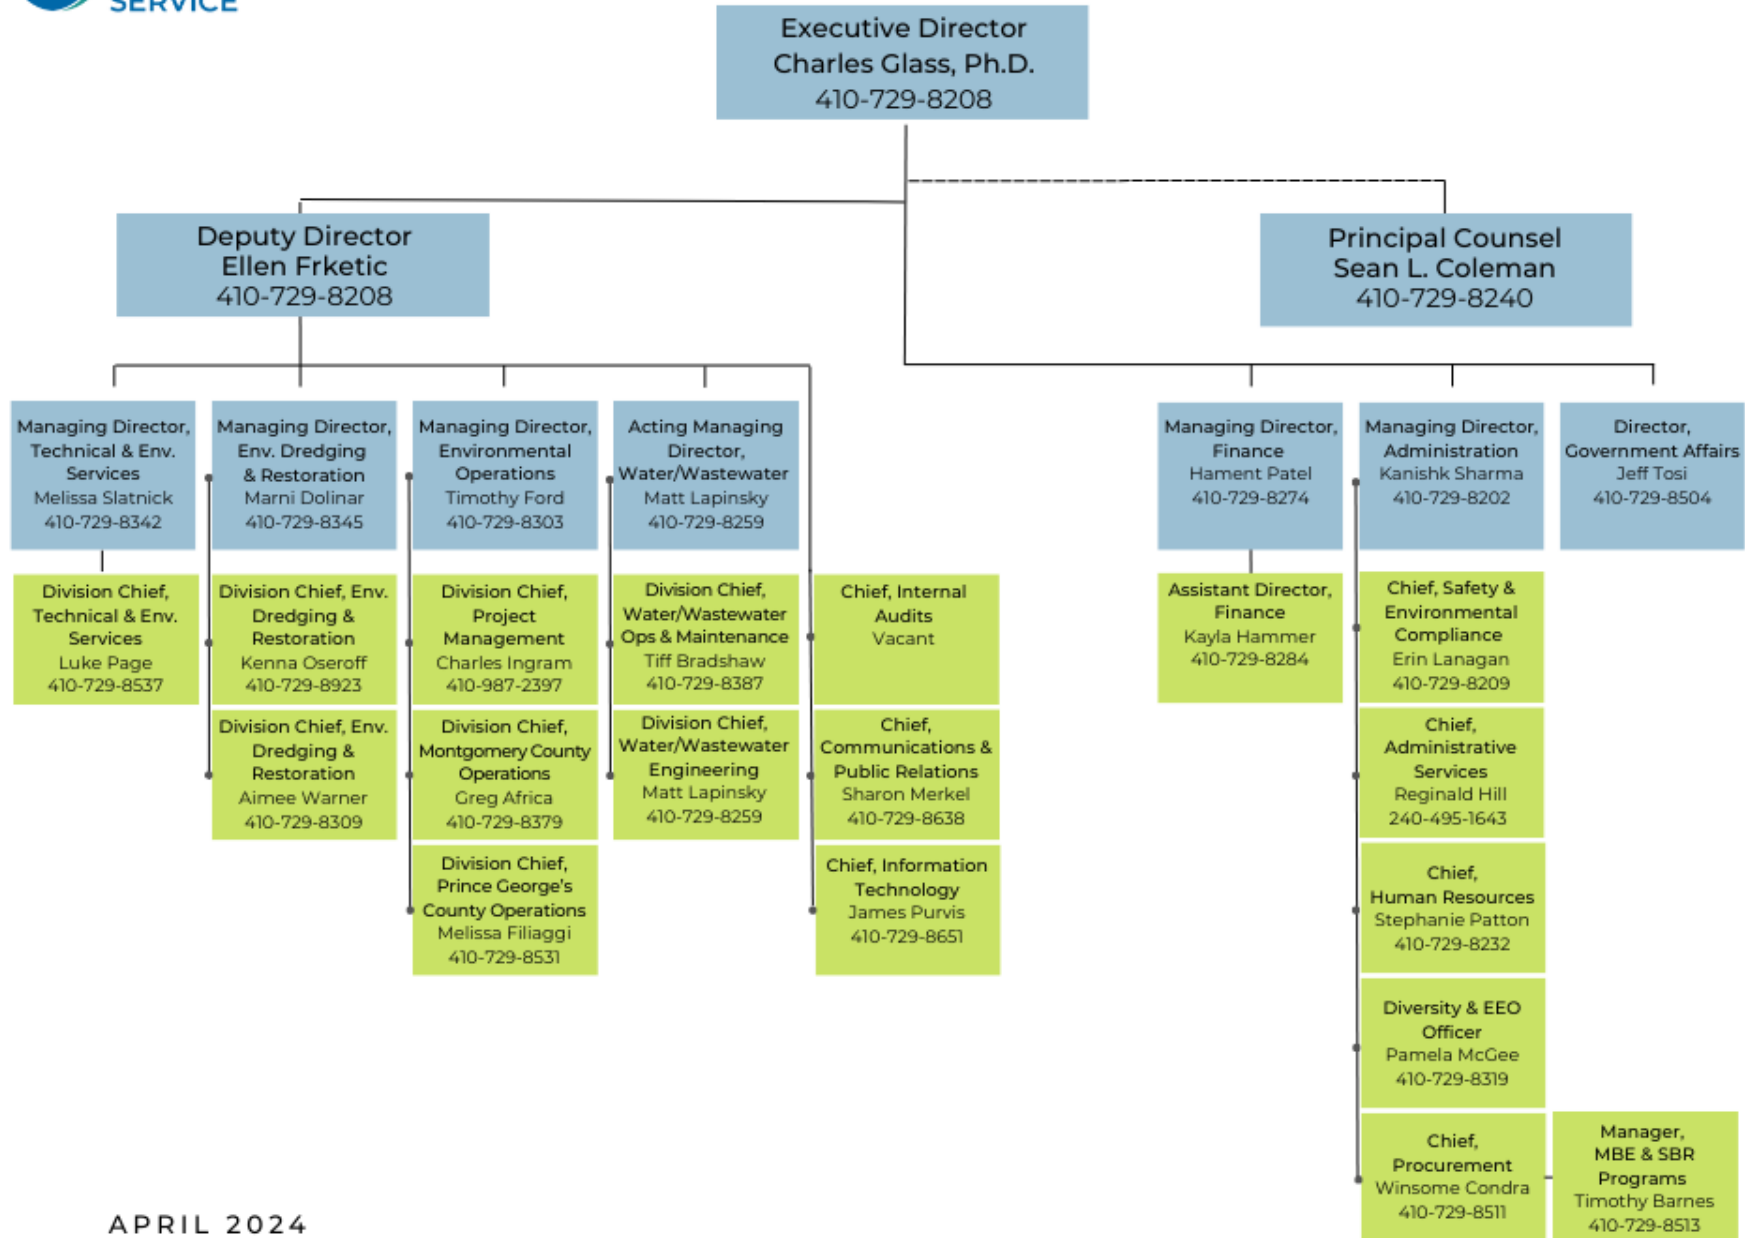 SERVICE
Executive Director
Charles Glass, Ph.D.
410-729-8208
Deputy Director
Ellen Frketic
410-729-8208
Principal Counsel
Sean L. Coleman
410-729-8240
Managing Director,
Technical & Env.
Services
Melissa Slatnick
410-729-8342
Managing Director,
Env. Dredging
& Restoration
Marni Dolinar
410-729-8345
Managing Director,
Environmental
Operations
Timothy Ford
410-729-8303
Acting Managing
Director,
Water/Wastewater
Matt Lapinsky
410-729-8259
Managing Director,
Finance
Hament Patel
410-729-8274
Managing Director,
Administration
Kanishk Sharma
410-729-8202
Director,
Government Affairs
Jeff Tosi
410-729-8504
Division Chief,
Technical & Env.
Services
Luke Page
410-729-8537
Division Chief, Env.
Dredging &
Restoration
Kenna Oseroff
410-729-8923
Division Chief,
Project
Management
Charles Ingram
410-987-2397
Division Chief,
Water/Wastewater
Ops & Maintenance
Tiff Bradshaw
410-729-8387
Chief, Internal
Audits
Vacant
Assistant Director,
Finance
Kayla Hammer
410-729-8284
Chief, Safety &
Environmental
Compliance
Erin Lanagan
410-729-8209
Division Chief, Env.
Dredging &
Restoration
Aimee Warner
410-729-8309
Division Chief,
Montgomery County
Operations
Greg Africa
410-729-8379
Division Chief,
Water/Wastewater
Engineering
Matt Lapinsky
410-729-8259
Chief,
Communications &
Public Relations
Sharon Merkel
410-729-8638
Chief,
Administrative
Services
Reginald Hill
240-495-1643
Division Chief,
Prince George's
County Operations
Melissa Filiaggi
410-729-8531
Chief, Information
Technology
James Purvis
410-729-8651
Chief,
Human Resources
Stephanie Patton
410-729-8232
Diversity & EEO
Officer
Pamela McGee
410-729-8319
Chief,
Procurement
Winsome Condra
410-729-8511
Manager,
MBE & SBR
Programs
Timothy Barnes
410-729-8513
APRIL 2024